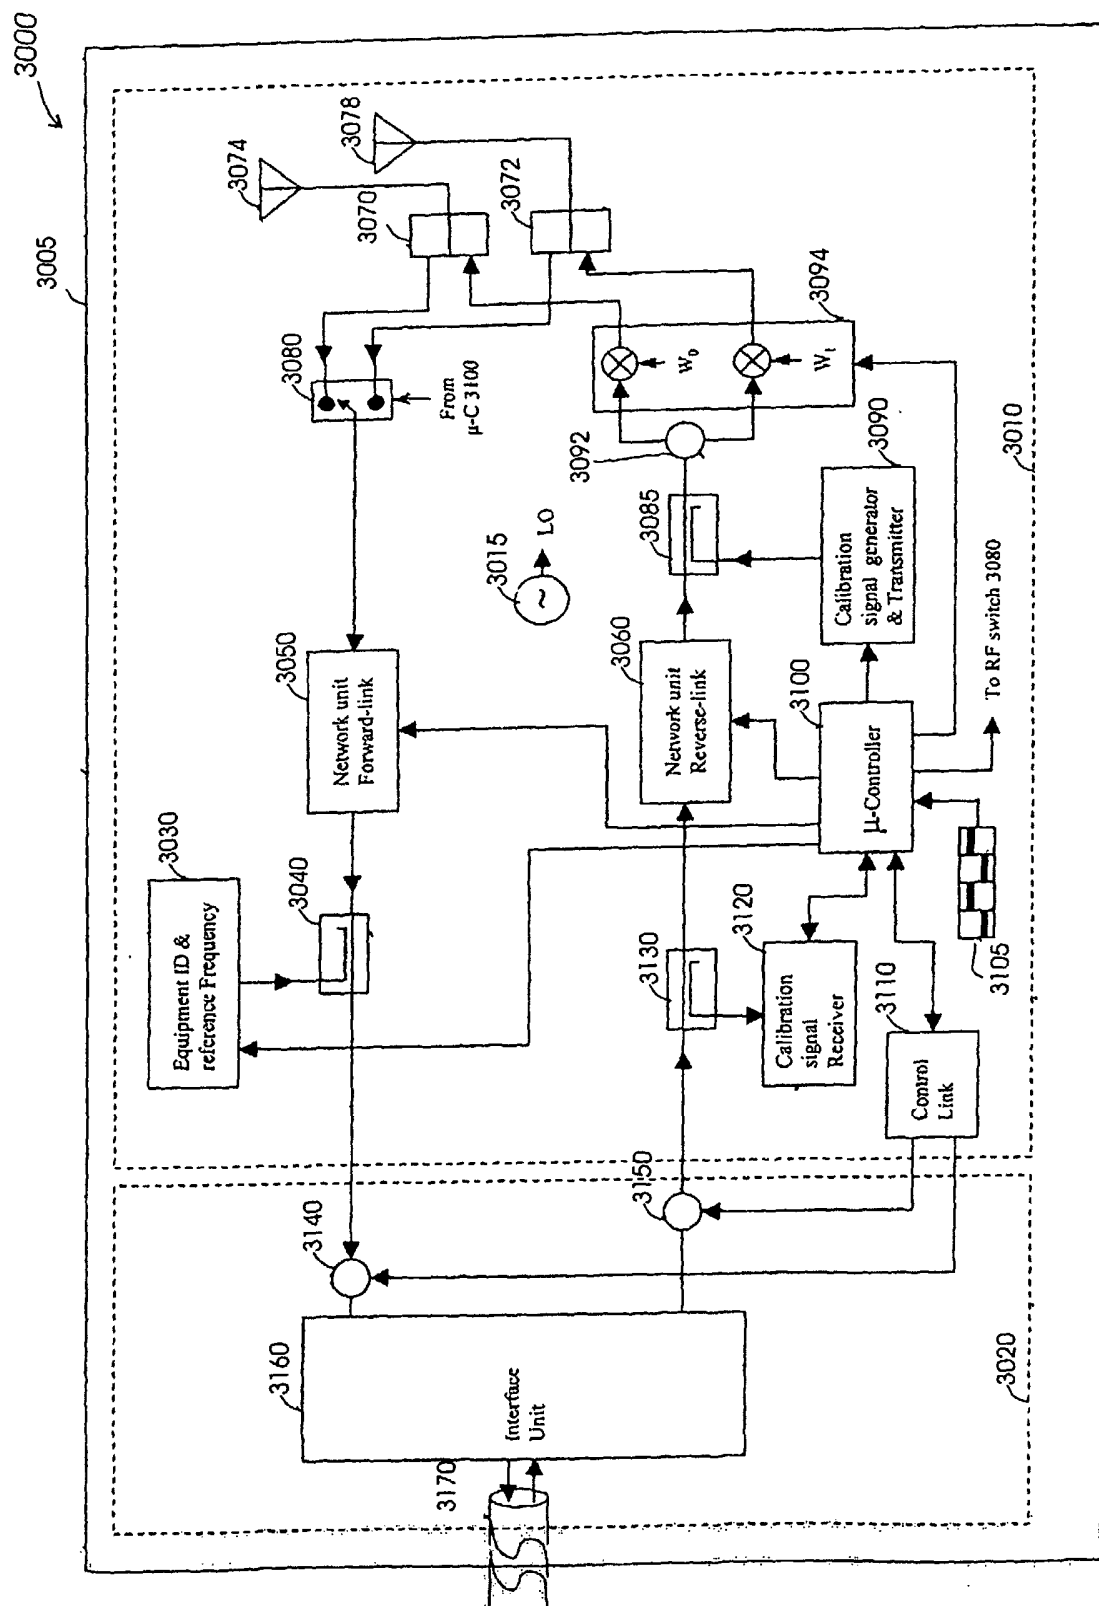 3000
3005
3074
3078
3070
3072
3080
From
μ-C 3100
3094
W₀
W₁
3092
3090
3010
3085
Calibration
signal generator
& Transmitter
3015
LO
~
3050
Network unit
Forward-link
3060
Network unit
Reverse-link
3100
μ-Controller
To RF switch 3080
3030
Equipment ID &
reference Frequency
3040
3130
3120
Calibration
signal
Receiver
3105
3110
Control
Link
3140
3150
3160
Interface
Unit
3020
3170